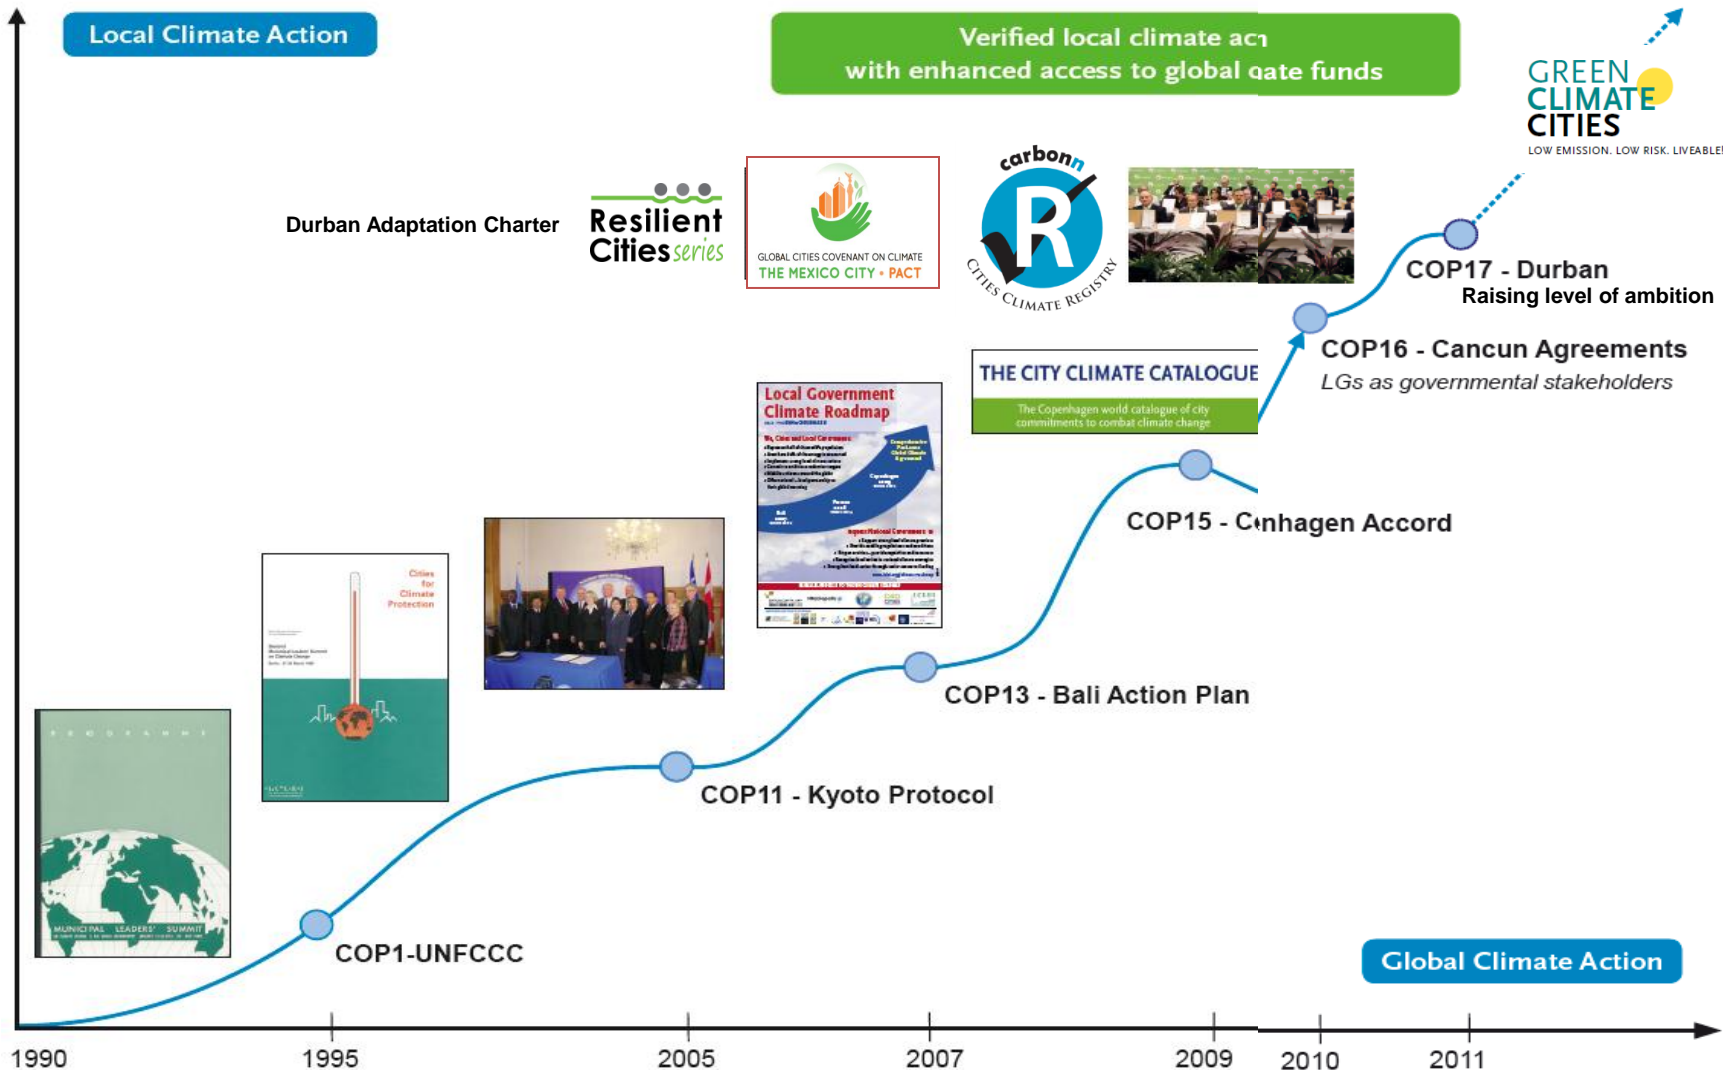 Local Climate Action
Verified local climate ac
with enhanced access to global ate funds
GREEN
CLIMATE
CITIES
LOW EMISSION. LOW RISK. LIVEABLE!
Durban Adaptation Charter
Resilient
Cities series
GLOBAL CITIES COVENANT ON CLIMATE
THE MEXICO CITY • PACT
carbonn
R
CITIES CLIMATE REGISTRY
COP17 - Durban
Raising level of ambition
COP16 - Cancun Agreements
LGs as governmental stakeholders
THE CITY CLIMATE CATALOGUE
The Copenhagen world catalogue of city
commitments to combat climate change
Local Government
Climate Roadmap
COP15 - C nhagen Accord
Cities
for
Climate
Protection
COP13 - Bali Action Plan
COP11 - Kyoto Protocol
MUNICIPAL LEADERS' SUMMIT
COP1-UNFCCC
Global Climate Action
1990
1995
2005
2007
2009
2010
2011